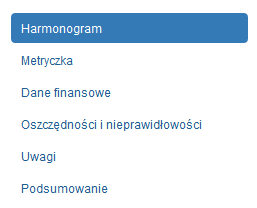 Harmonogram
Metryczka
Dane finansowe
Oszczędności i nieprawidłowości
Uwagi
Podsumowanie